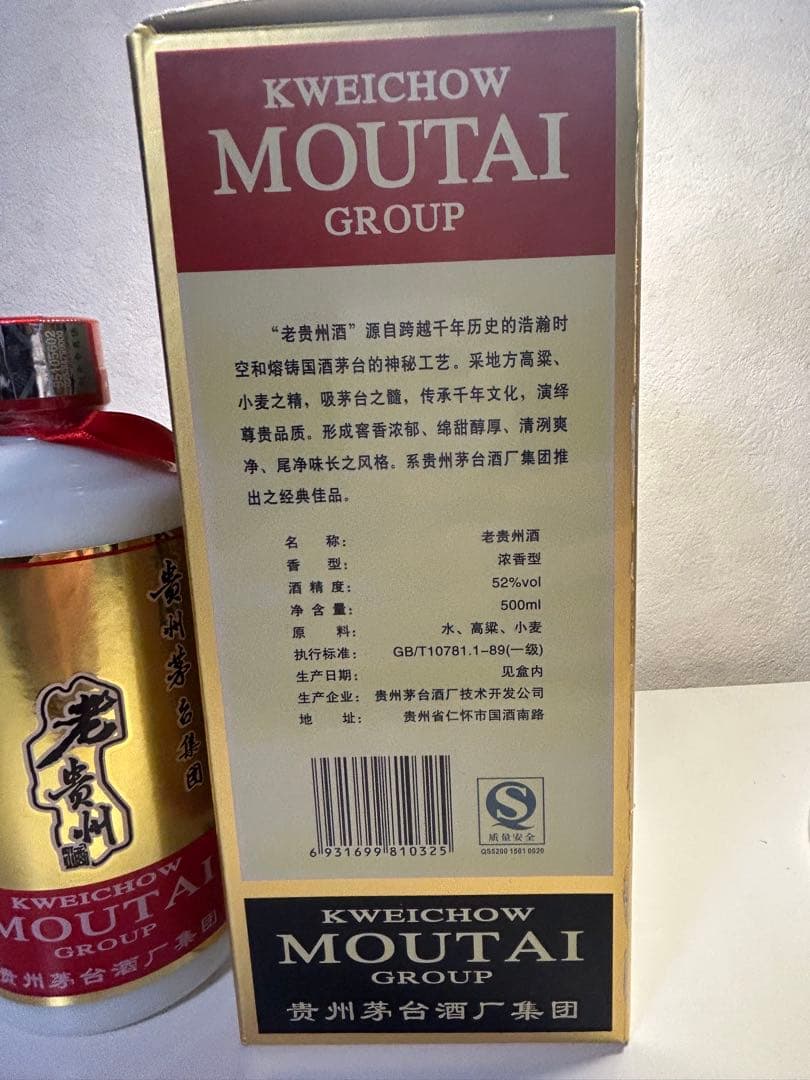 KWEICHOW
MOUTAI
GROUP
“老贵州酒”源自跨越千年历史的浩瀚时
空和熔铸国酒茅台的神秘工艺。采地方高粱、
小麦之精，吸茅台之髓，传承千年文化，演绎
尊贵品质。形成窖香浓郁、绵甜醇厚、清洌爽
净、尾净味长之风格。系贵州茅台酒厂集团推
出之经典佳品。
名 称： 老贵州酒
香 型： 浓香型
酒精度： 52%vol
净含量： 500ml
原 料： 水、高粱、小麦
执行标准： GB/T10781.1-89(一级)
生产日期： 见盒内
生产企业： 贵州茅台酒厂技术开发公司
地 址： 贵州省仁怀市国酒南路
6 931699 810325
质量安全
QS5200 1501 0520
KWEICHOW
MOUTAI
GROUP
贵州茅台酒厂集团
贵州茅台集团
老贵州酒
KWEICHOW
MOUTAI
GROUP
贵州茅台酒厂集团